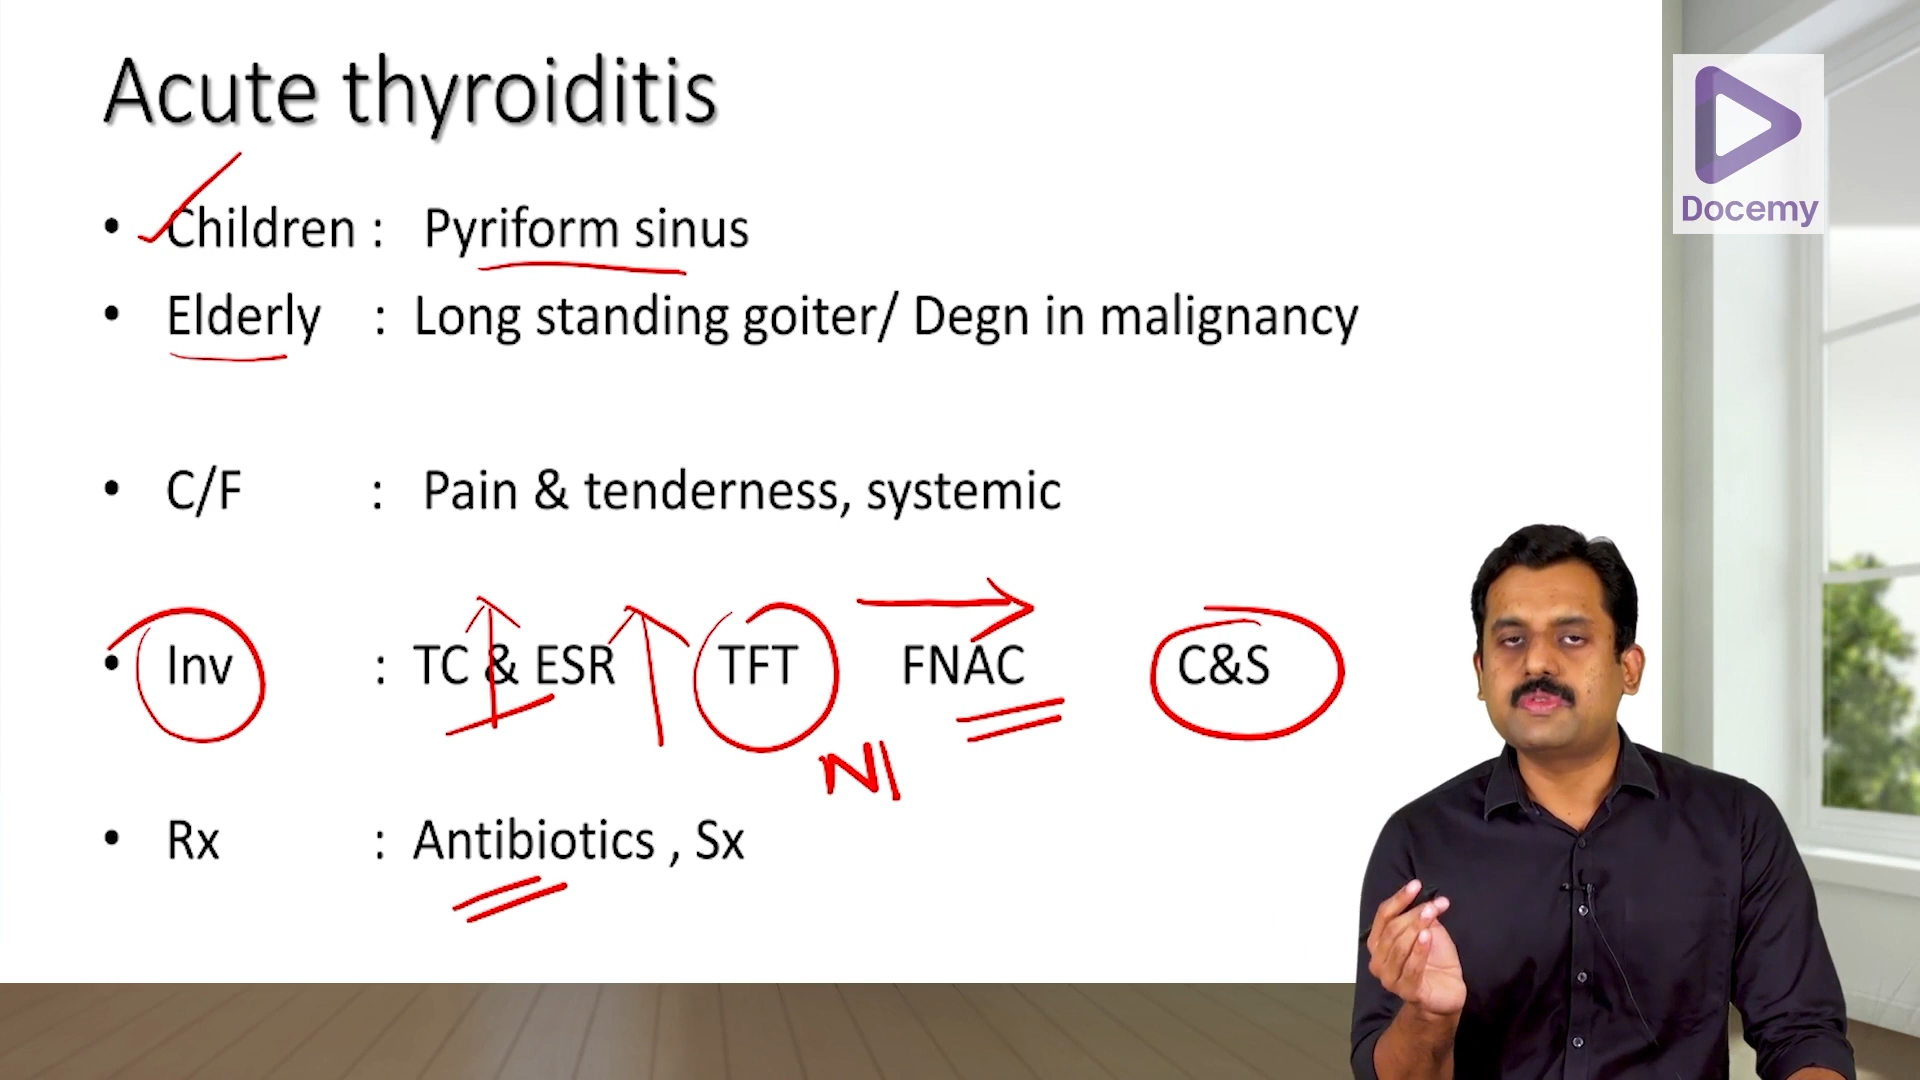 Acute thyroiditis
Docemy
• Children : Pyriform sinus
• Elderly : Long standing goiter/ Degn in malignancy
• C/F : Pain & tenderness, systemic
• Inv : TC & ESR TFT FNAC C&S
Nl
• Rx : Antibiotics , Sx